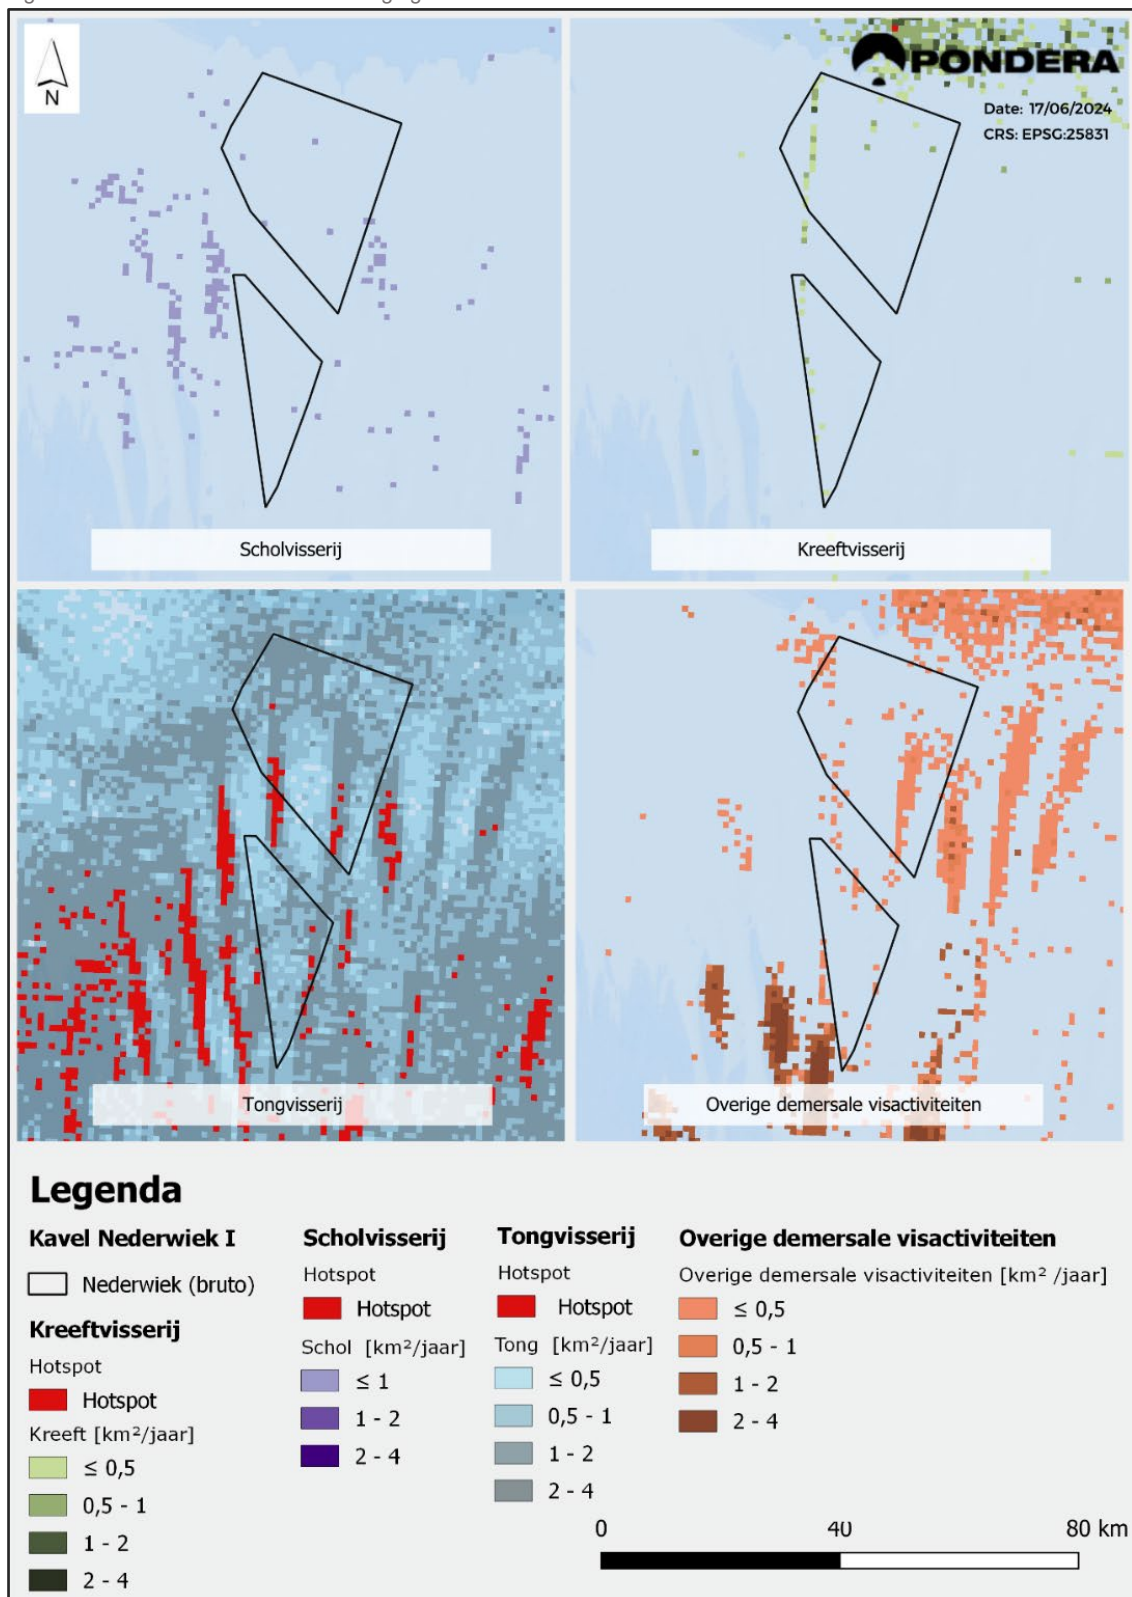 N
PONDERA
Date: 17/06/2024
CRS: EPSG:25831
Scholvisserij
Kreeftvisserij
Tongvisserij
Overige demersale visactiviteiten
Legenda
Kavel Nederwiek I
Nederwiek (bruto)
Kreeftvisserij
Hotspot
Hotspot
Kreeft [km²/jaar]
≤ 0,5
0,5 - 1
1 - 2
2 - 4
Scholvisserij
Hotspot
Hotspot
Schol [km²/jaar]
≤ 1
1 - 2
2 - 4
Tongvisserij
Hotspot
Hotspot
Tong [km²/jaar]
≤ 0,5
0,5 - 1
1 - 2
2 - 4
Overige demersale visactiviteiten
Overige demersale visactiviteiten [km² /jaar]
≤ 0,5
0,5 - 1
1 - 2
2 - 4
0 40 80 km